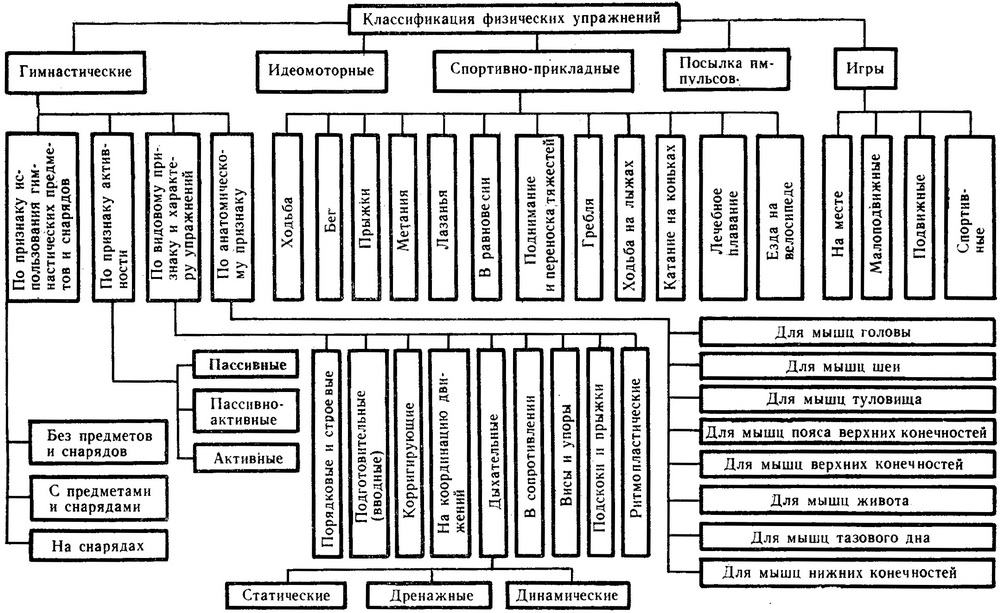 Классификация физических упражнений
Гимнастические
Идеомоторные
Спортивно-прикладные
Посылка им-
пульсов.
Игры
По признаку ис-
пользования гим-
настических предме-
тов и снарядов
По признаку актив-
ности
По видовому при-
знаку и характе-
ру упражнений
По анатомическо-
му признаку
Ходьба
Бег
Прыжки
Метания
Лазанья
В равновесии
Поднимание
и переноска тяжестей
Гребля
Ходьба на лыжах
Катание на коньках
Лечебное
плавание
Езда на
велосипеде
На месте
Малоподвижные
Подвижные
Спортив-
ные
Без предметов
и снарядов
С предметами
и снарядами
На снарядах
Пассивные
Пассивно-
активные
Активные
Порядковые и строевые
Подготовительные
(вводные)
Корригирующие
На координацию дви-
жений
Дыхательные
В сопротивлении
Висы и упоры
Подскоки и прыжки
Ритмопластические
Статические
Дренажные
Динамические
Для мышц головы
Для мышц шеи
Для мышц туловища
Для мышц пояса верхних конечностей
Для мышц верхних конечностей
Для мышц живота
Для мышц тазового дна
Для мышц нижних конечностей